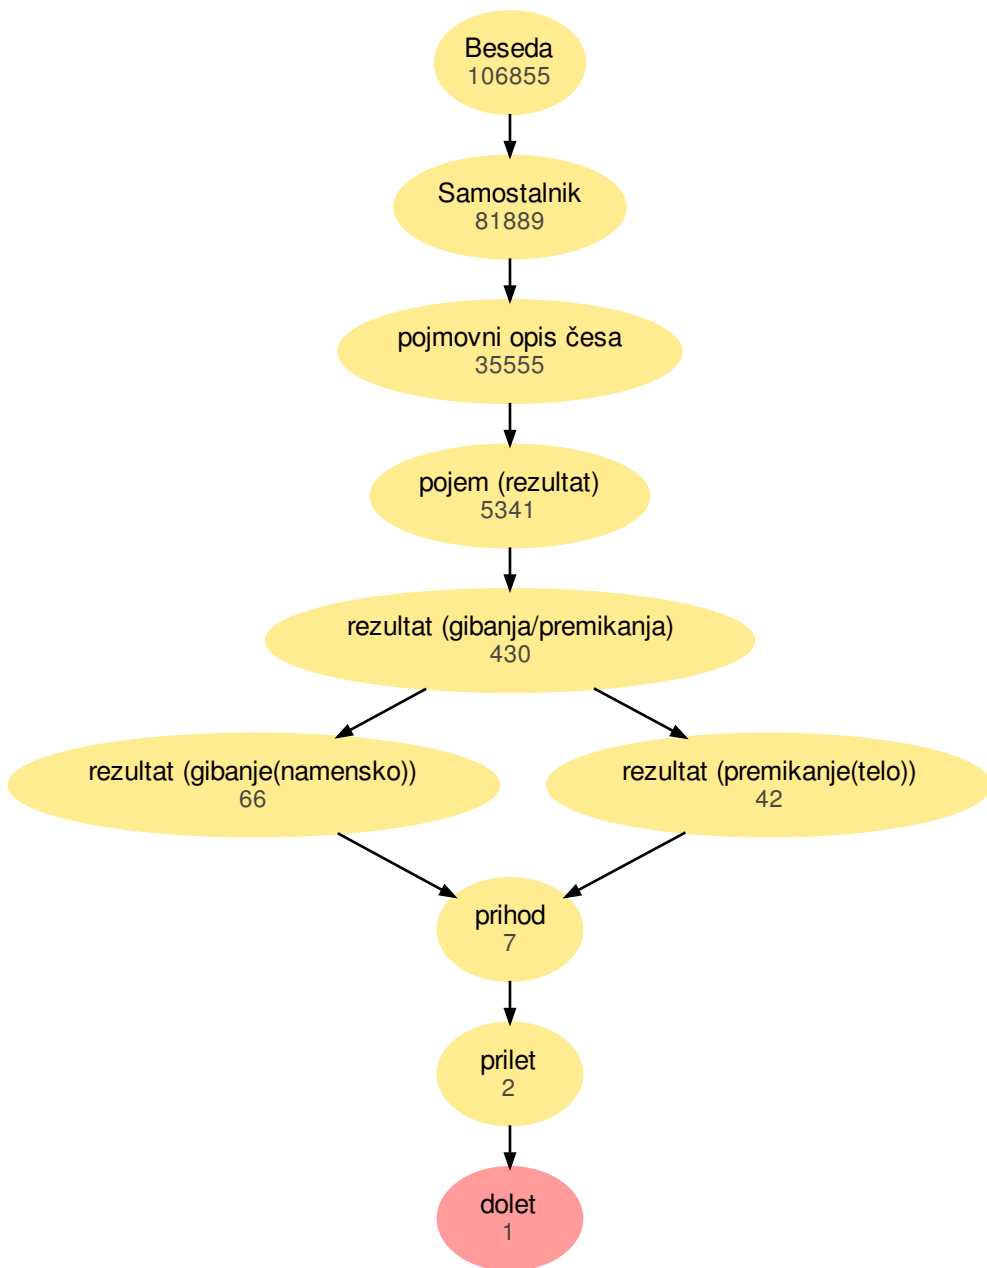 Beseda
106855
Samostalnik
81889
pojmovni opis česa
35555
pojem (rezultat)
5341
rezultat (gibanja/premikanja)
430
rezultat (gibanje(namensko))
66
rezultat (premikanje(telo))
42
prihod
7
prilet
2
dolet
1